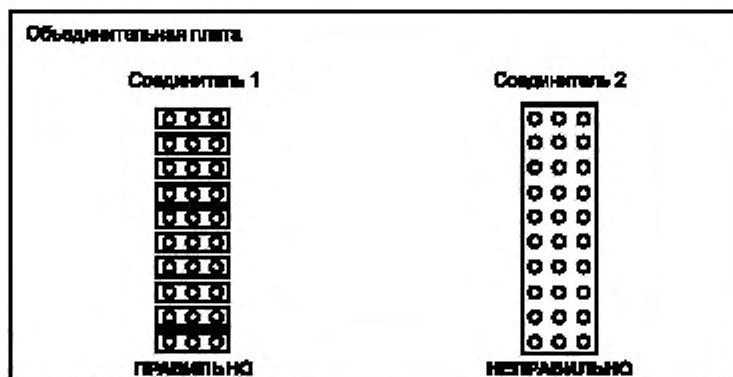 Объединительная плата
Соединитель 1
Соединитель 2
ПРАВИЛЬНО
НЕПРАВИЛЬНО